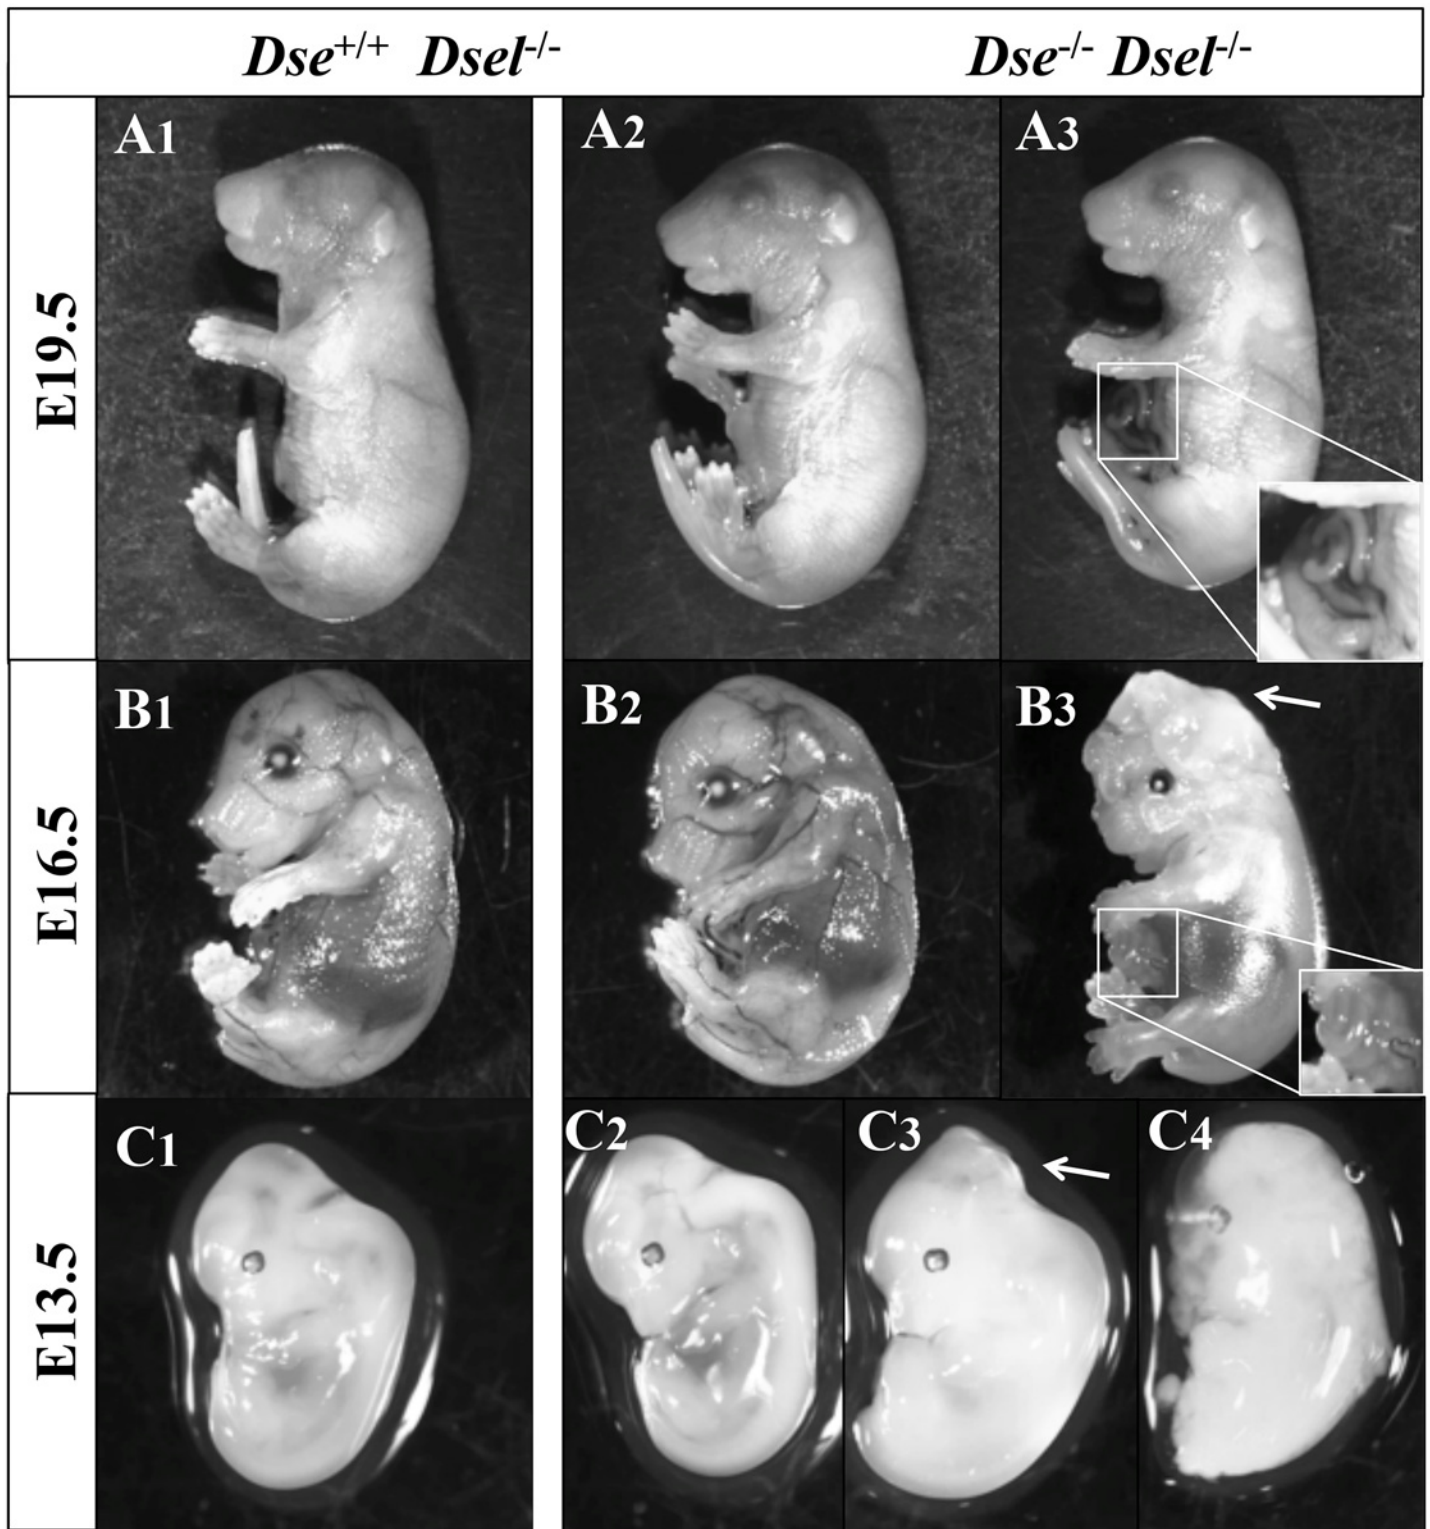 Dse+/+ Dsel-/-
Dse-/- Dsel-/-
E19.5
A1
A2
A3
E16.5
B1
B2
B3
E13.5
C1
C2
C3
C4